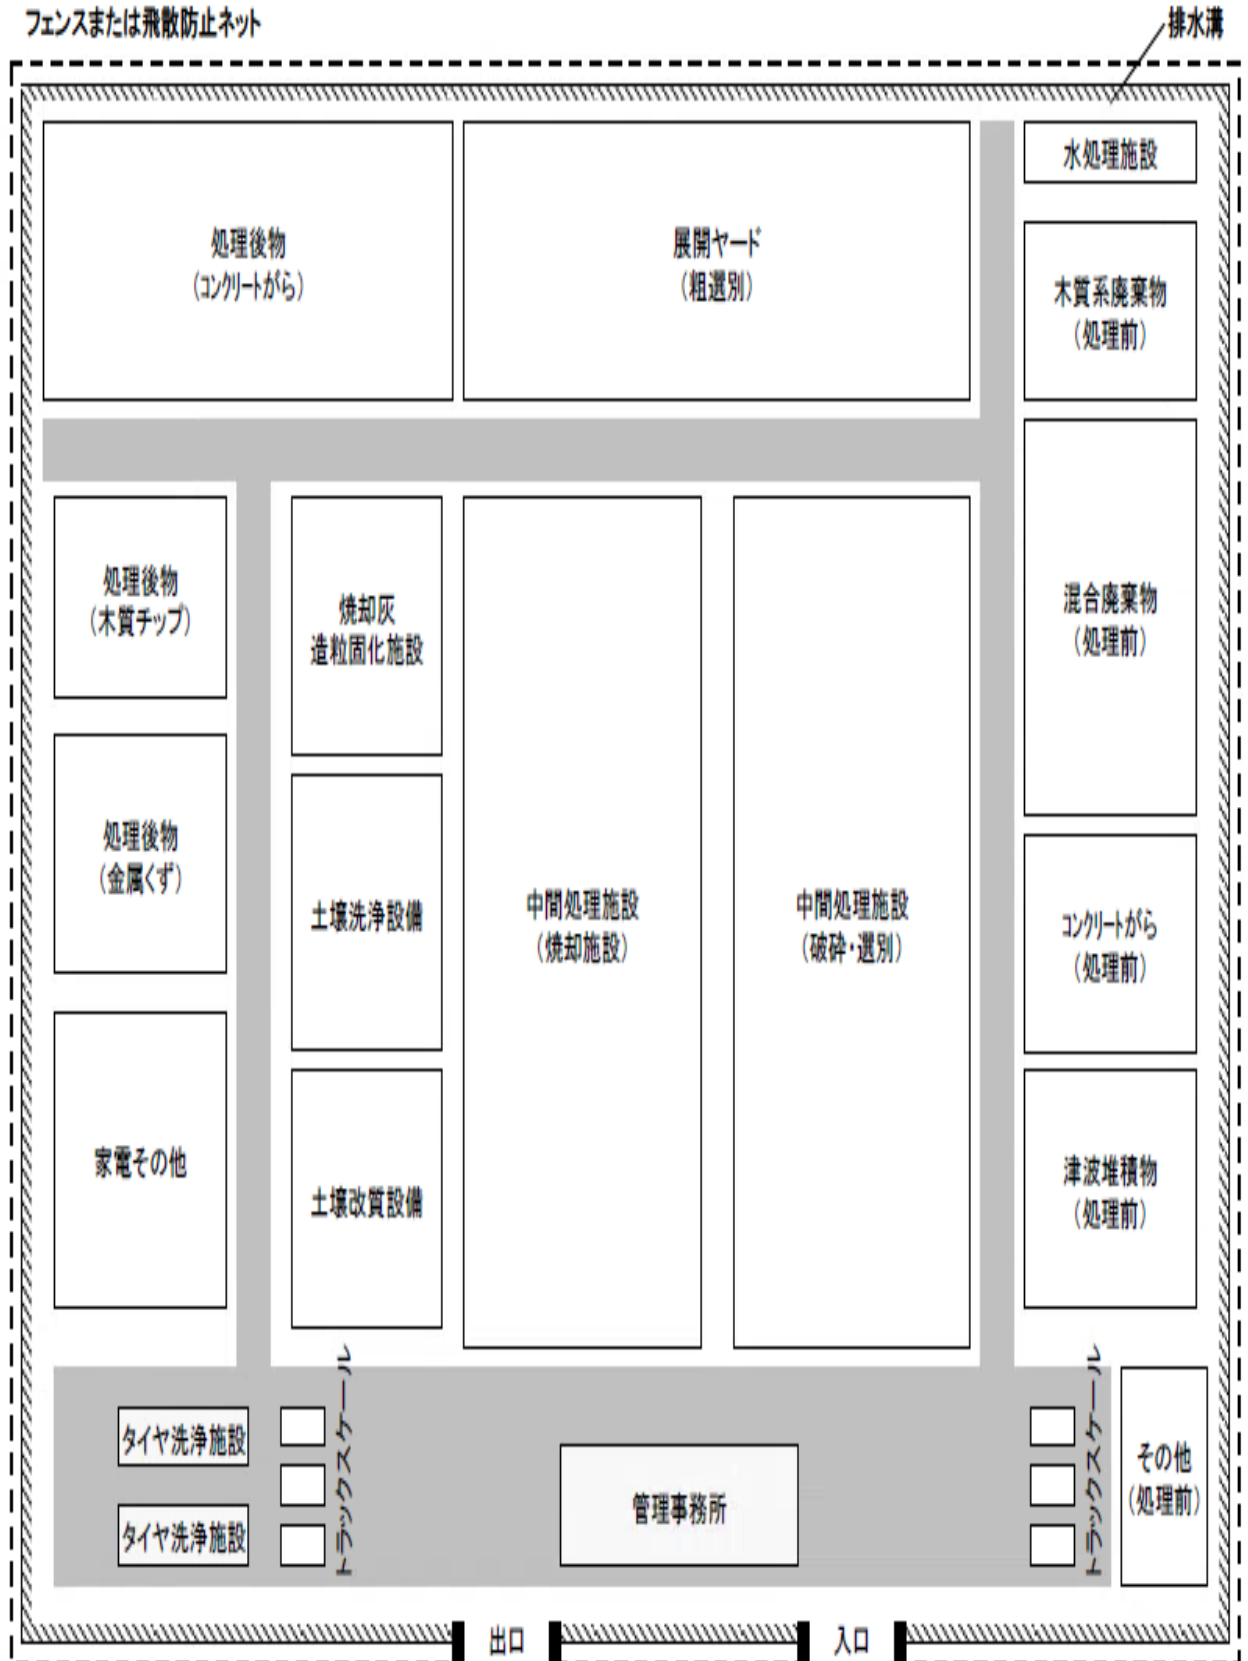 フェンスまたは飛散防止ネット
排水溝
処理後物
(コンクリートがら)
展開ヤード
(粗選別)
水処理施設
木質系廃棄物
(処理前)
処理後物
(木質チップ)
焼却灰
造粒固化施設
混合廃棄物
(処理前)
処理後物
(金属くず)
土壌洗浄設備
中間処理施設
(焼却施設)
中間処理施設
(破砕・選別)
コンクリートがら
(処理前)
家電その他
土壌改質設備
津波堆積物
(処理前)
タイヤ洗浄施設
タイヤ洗浄施設
トラックスケール
管理事務所
トラックスケール
その他
(処理前)
出口
入口